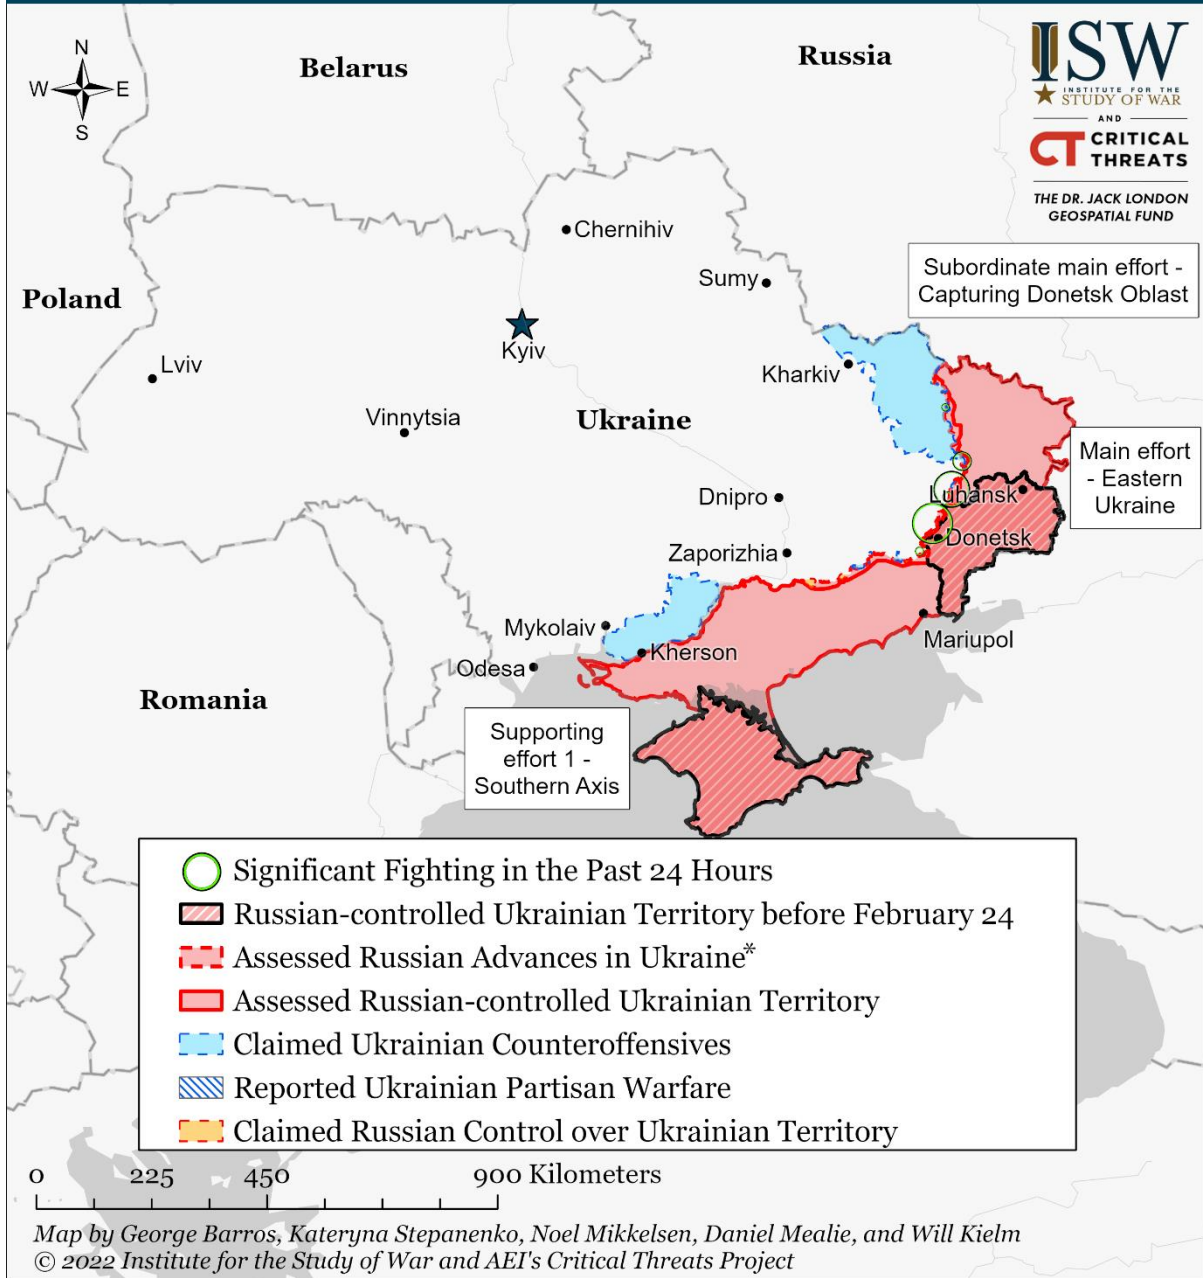 N
W E
S
Belarus
Russia
ISW
INSTITUTE FOR THE
STUDY OF WAR
AND
CT CRITICAL
THREATS
THE DR. JACK LONDON
GEOSPATIAL FUND
Chernihiv
Sumy
Subordinate main effort -
Capturing Donetsk Oblast
Poland
Kyiv
Lviv
Kharkiv
Vinnytsia
Ukraine
Main effort
- Eastern
Ukraine
Dnipro
Luhansk
Donetsk
Zaporizhia
Mykolaiv
Mariupol
Kherson
Odesa
Romania
Supporting
effort 1 -
Southern Axis
Significant Fighting in the Past 24 Hours
Russian-controlled Ukrainian Territory before February 24
Assessed Russian Advances in Ukraine*
Assessed Russian-controlled Ukrainian Territory
Claimed Ukrainian Counteroffensives
Reported Ukrainian Partisan Warfare
Claimed Russian Control over Ukrainian Territory
0 225 450 900 Kilometers
Map by George Barros, Kateryna Stepanenko, Noel Mikkelsen, Daniel Mealie, and Will Kielm
© 2022 Institute for the Study of War and AEI's Critical Threats Project